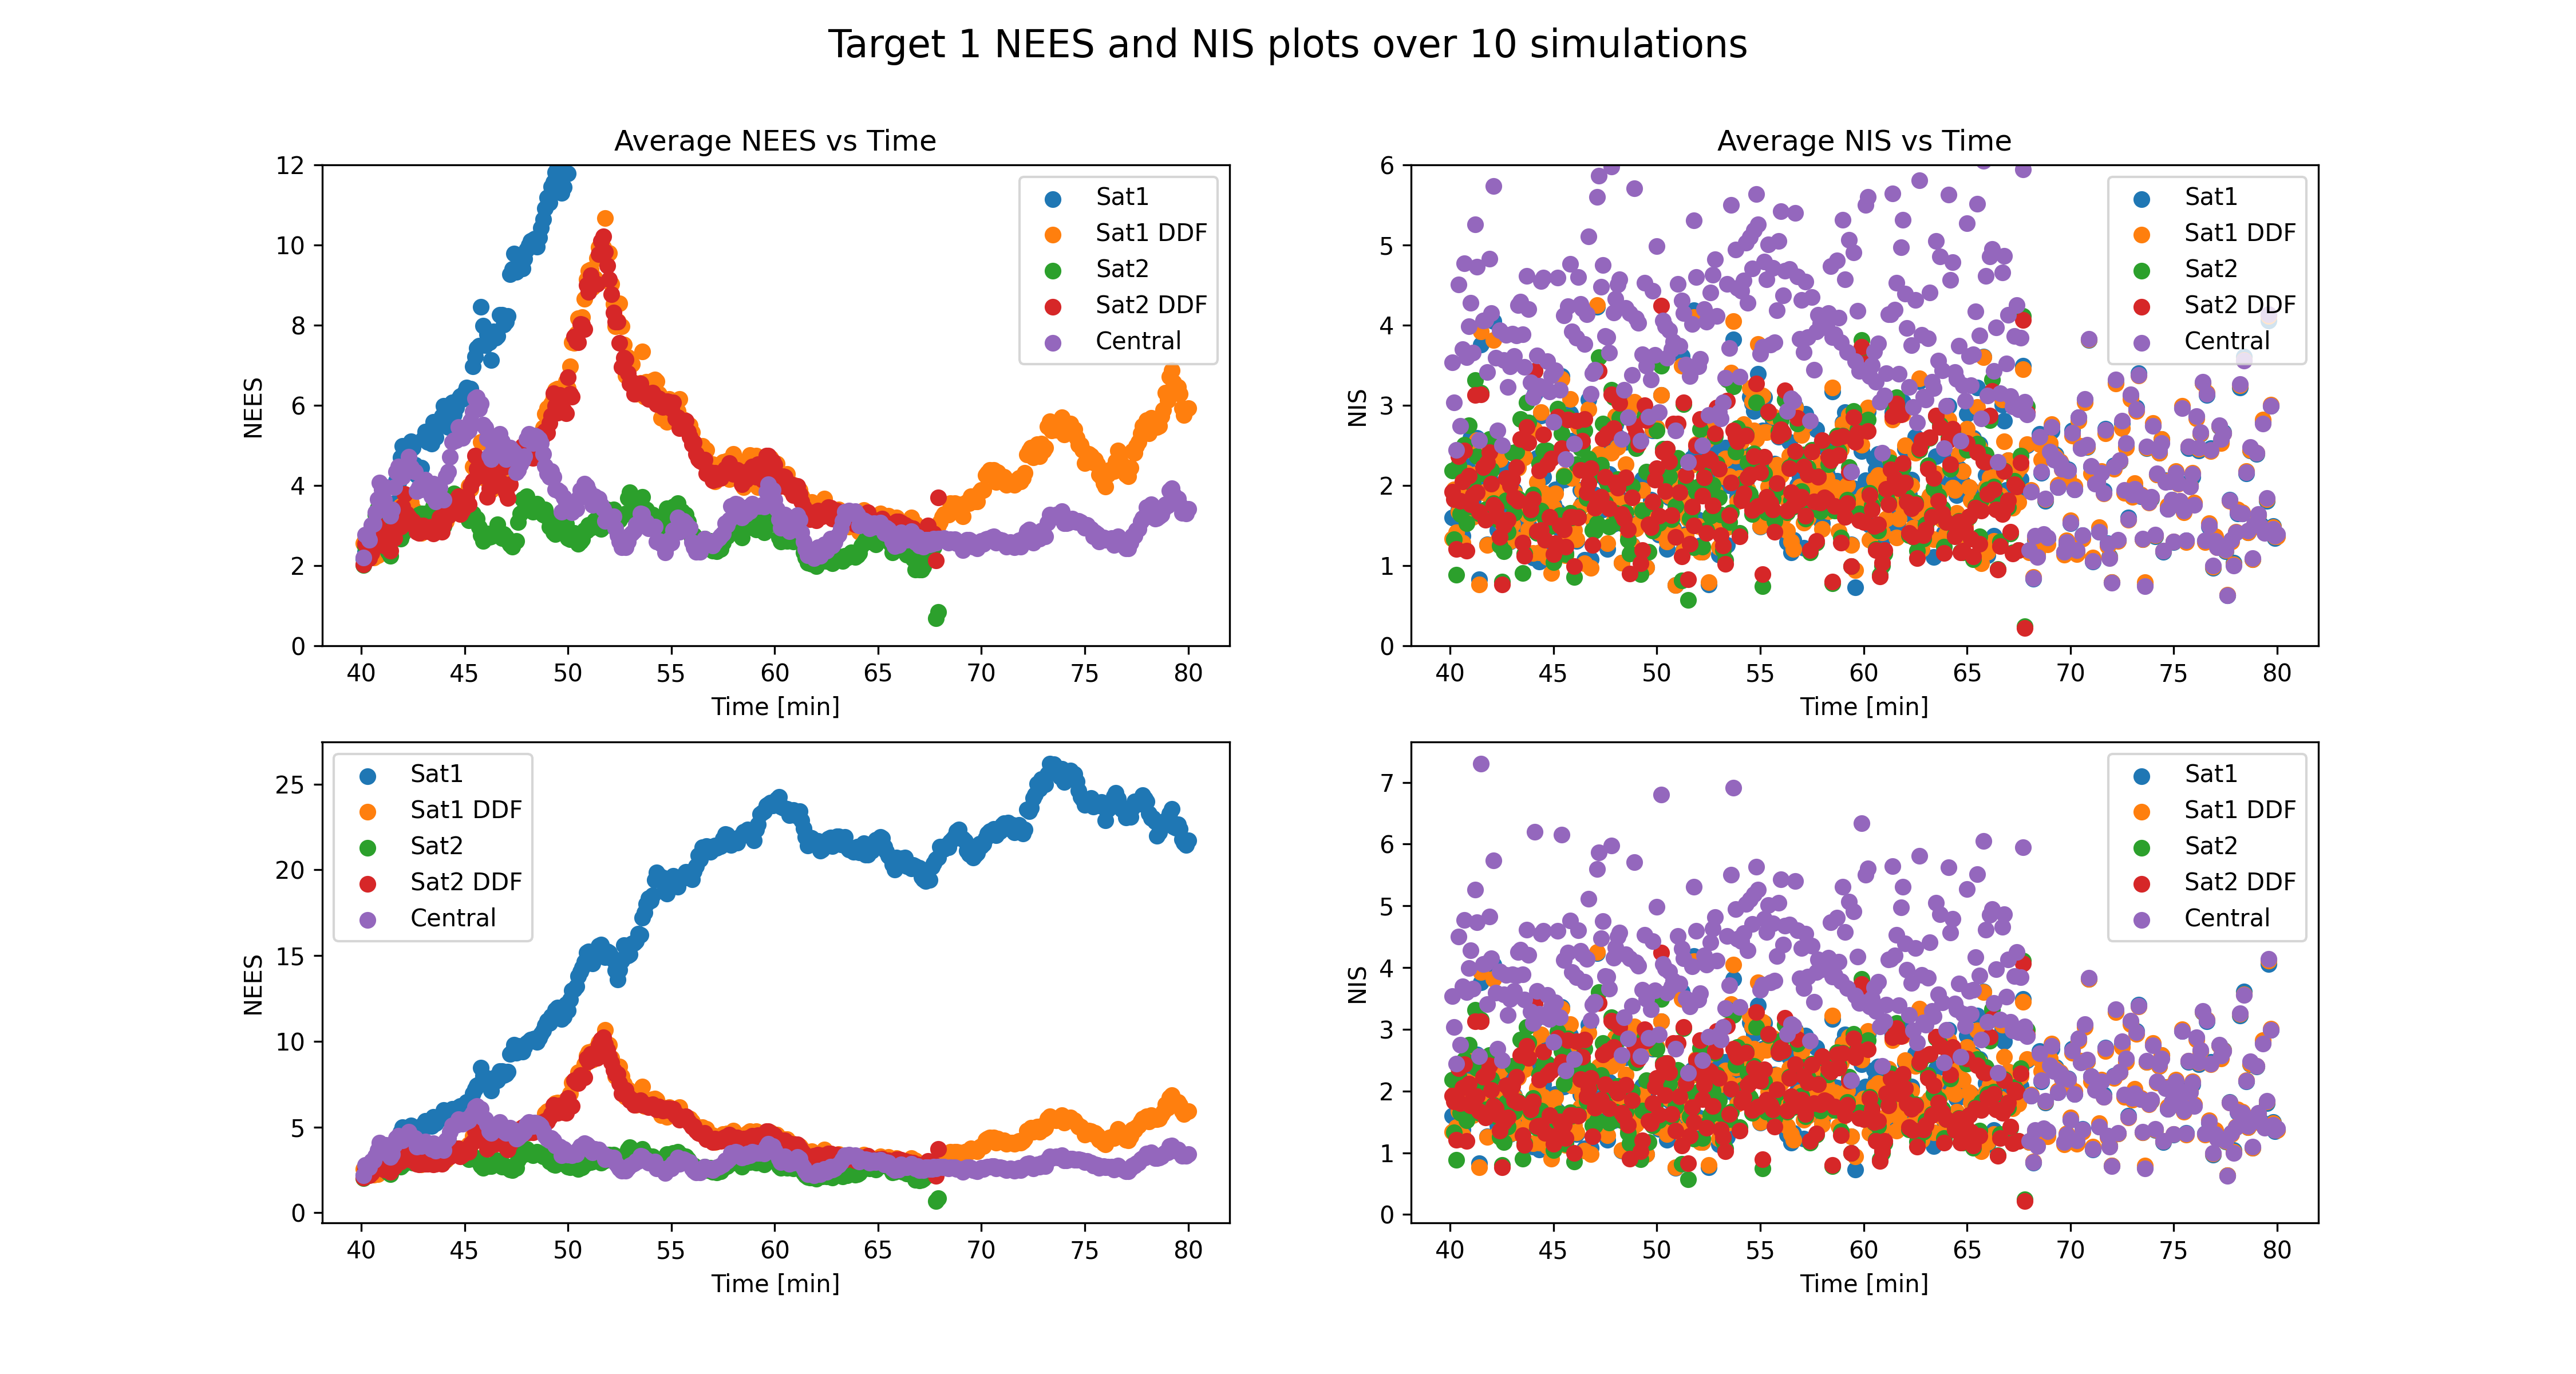 Target 1 NEES and NIS plots over 10 simulations
Average NEES vs Time
12
10
8
6
4
2
0
NEES
Sat1
Sat1 DDF
Sat2
Sat2 DDF
Central
40 45 50 55 60 65 70 75 80
Time [min]
Average NIS vs Time
6
5
4
3
2
1
0
NIS
Sat1
Sat1 DDF
Sat2
Sat2 DDF
Central
40 45 50 55 60 65 70 75 80
Time [min]
25
20
15
10
5
0
NEES
Sat1
Sat1 DDF
Sat2
Sat2 DDF
Central
40 45 50 55 60 65 70 75 80
Time [min]
7
6
5
4
3
2
1
0
NIS
Sat1
Sat1 DDF
Sat2
Sat2 DDF
Central
40 45 50 55 60 65 70 75 80
Time [min]